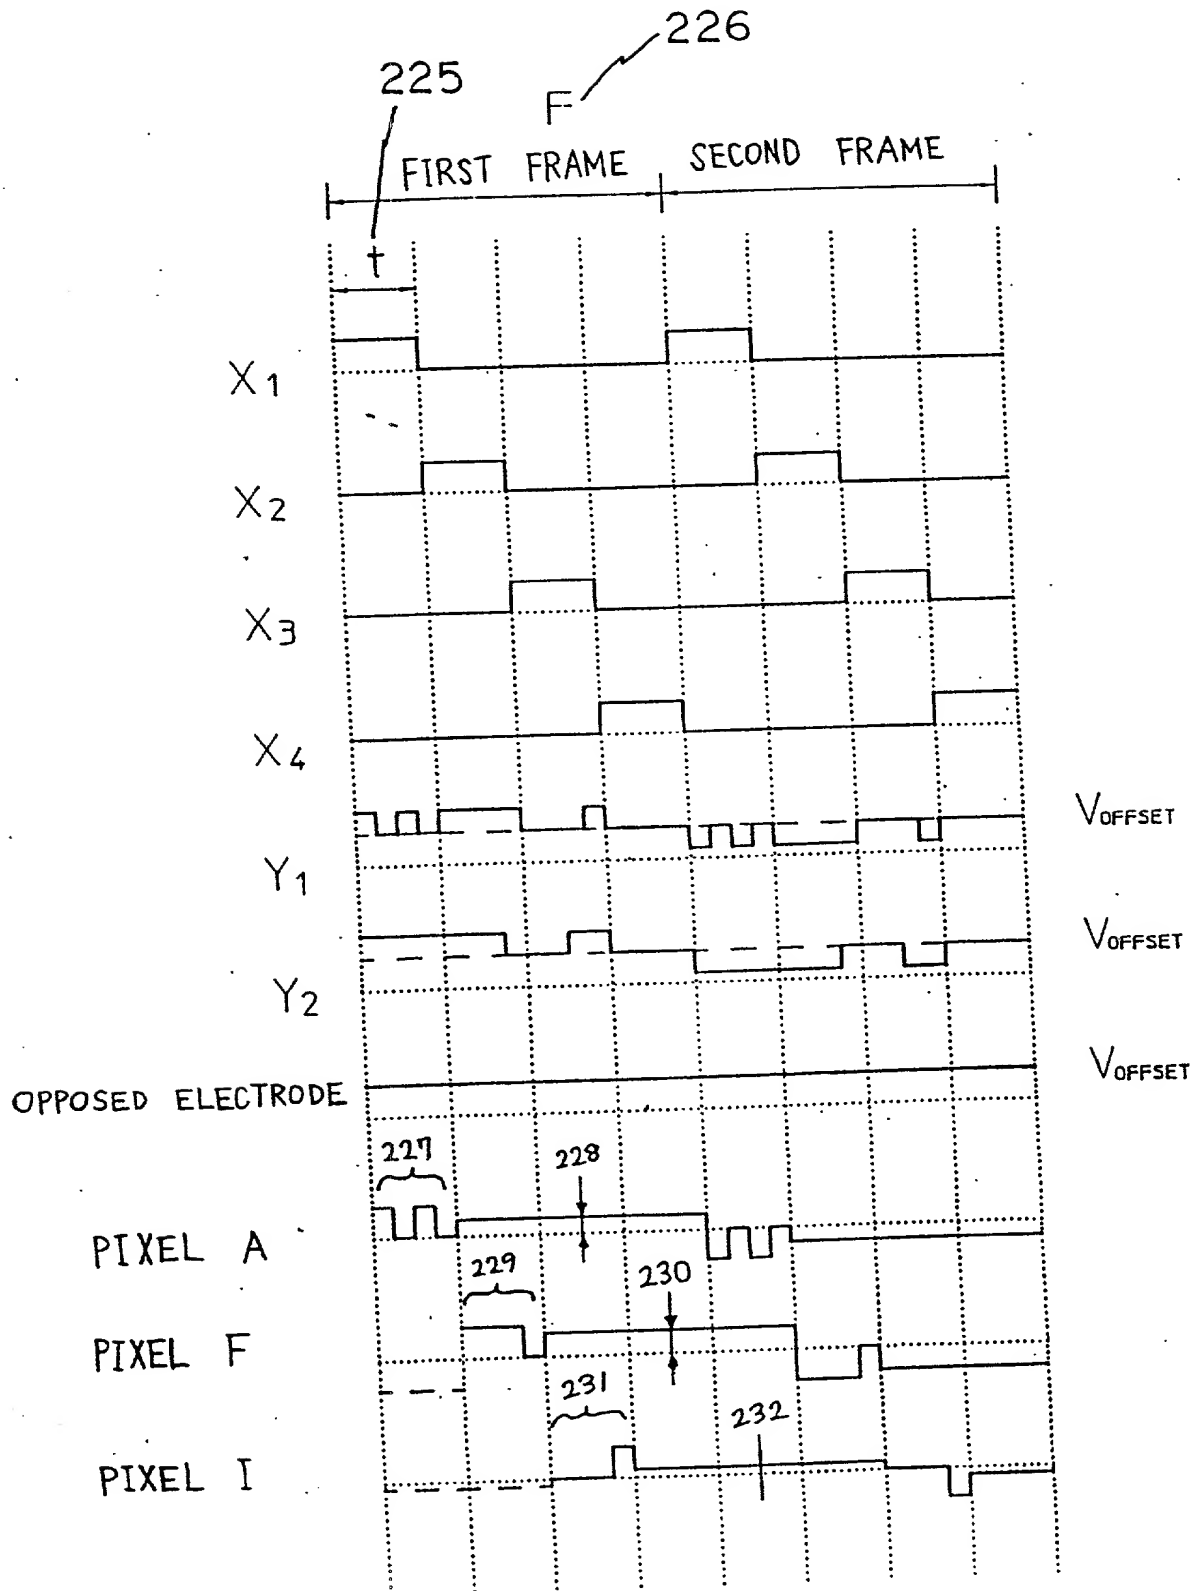 226
225
F
FIRST FRAME SECOND FRAME
t
X1
X2
X3
X4
VOFFSET
Y1
VOFFSET
Y2
VOFFSET
OPPOSED ELECTRODE
227
228
PIXEL A
229
230
PIXEL F
231
232
PIXEL I